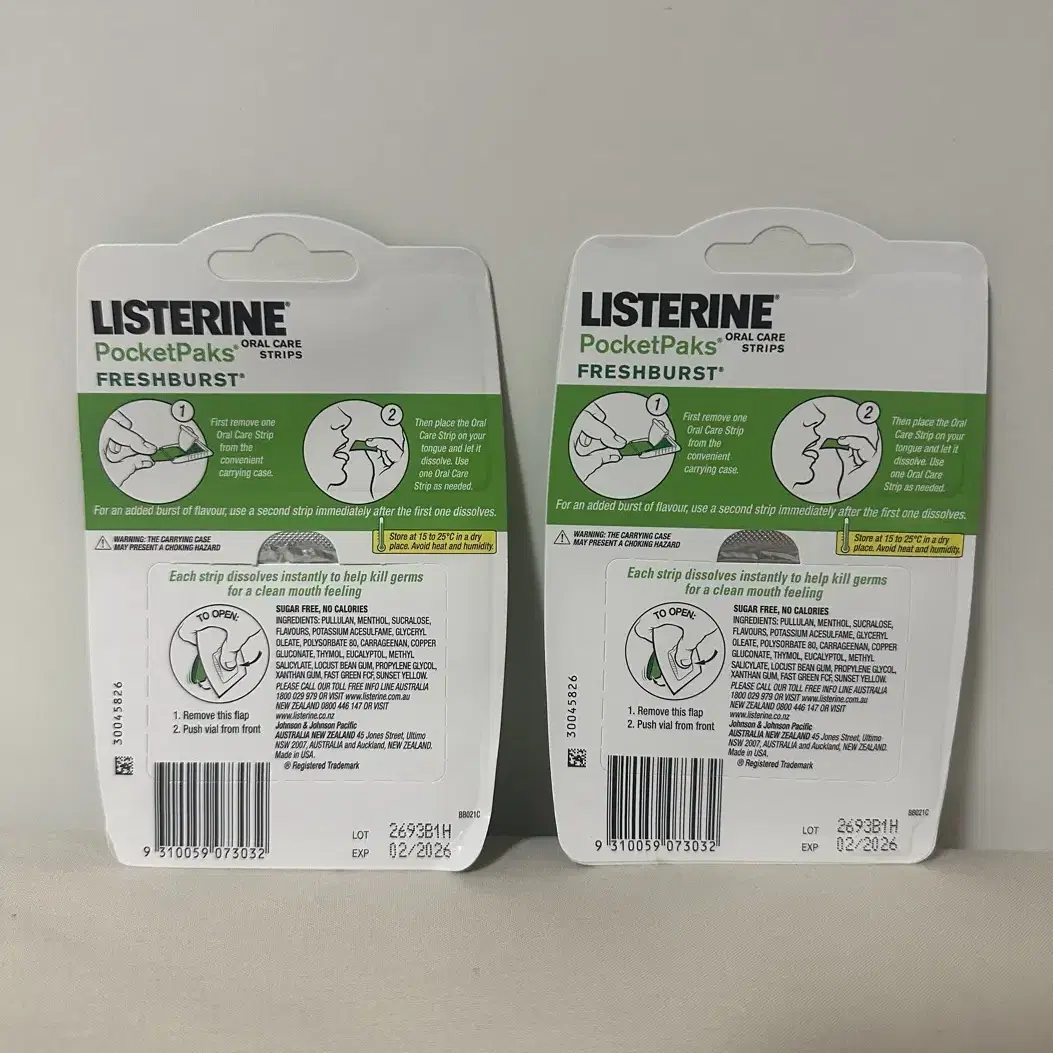 LISTERINE®
PocketPaks® ORAL CARE
STRIPS
FRESHBURST®
1
First remove one
Oral Care Strip
from the
convenient
carrying case.
2
Then place the Oral
Care Strip on your
tongue and let it
dissolve. Use
one Oral Care
Strip as needed.
For an added burst of flavour, use a second strip immediately after the first one dissolves.
WARNING: THE CARRYING CASE
MAY PRESENT A CHOKING HAZARD
Store at 15 to 25°C in a dry
place. Avoid heat and humidity.
Each strip dissolves instantly to help kill germs
for a clean mouth feeling
TO OPEN:
1. Remove this flap
2. Push vial from front
SUGAR FREE, NO CALORIES
INGREDIENTS: PULLULAN, MENTHOL, SUCRALOSE,
FLAVOURS, POTASSIUM ACESULFAME, GLYCERYL
OLEATE, POLYSORBATE 80, CARRAGEENAN, COPPER
GLUCONATE, THYMOL, EUCALYPTOL, METHYL
SALICYLATE, LOCUST BEAN GUM, PROPYLENE GLYCOL,
XANTHAN GUM, FAST GREEN FCF, SUNSET YELLOW.
PLEASE CALL OUR TOLL FREE INFO LINE AUSTRALIA
1800 029 979 OR VISIT www.listerine.com.au
NEW ZEALAND 0800 446 147 OR VISIT
www.listerine.co.nz
Johnson & Johnson Pacific
AUSTRALIA NEW ZEALAND 45 Jones Street, Ultimo
NSW 2007, AUSTRALIA and Auckland, NEW ZEALAND.
Made in USA.
® Registered Trademark
30045826
9 310059 073032
BB021C
LOT 2693B1H
EXP 02/2026
LISTERINE®
PocketPaks® ORAL CARE
STRIPS
FRESHBURST®
1
First remove one
Oral Care Strip
from the
convenient
carrying case.
2
Then place the Oral
Care Strip on your
tongue and let it
dissolve. Use
one Oral Care
Strip as needed.
For an added burst of flavour, use a second strip immediately after the first one dissolves.
WARNING: THE CARRYING CASE
MAY PRESENT A CHOKING HAZARD
Store at 15 to 25°C in a dry
place. Avoid heat and humidity.
Each strip dissolves instantly to help kill germs
for a clean mouth feeling
TO OPEN:
1. Remove this flap
2. Push vial from front
SUGAR FREE, NO CALORIES
INGREDIENTS: PULLULAN, MENTHOL, SUCRALOSE,
FLAVOURS, POTASSIUM ACESULFAME, GLYCERYL
OLEATE, POLYSORBATE 80, CARRAGEENAN, COPPER
GLUCONATE, THYMOL, EUCALYPTOL, METHYL
SALICYLATE, LOCUST BEAN GUM, PROPYLENE GLYCOL,
XANTHAN GUM, FAST GREEN FCF, SUNSET YELLOW.
PLEASE CALL OUR TOLL FREE INFO LINE AUSTRALIA
1800 029 979 OR VISIT www.listerine.com.au
NEW ZEALAND 0800 446 147 OR VISIT
www.listerine.co.nz
Johnson & Johnson Pacific
AUSTRALIA NEW ZEALAND 45 Jones Street, Ultimo
NSW 2007, AUSTRALIA and Auckland, NEW ZEALAND.
Made in USA.
® Registered Trademark
30045826
9 310059 073032
BB021C
LOT 2693B1H
EXP 02/2026